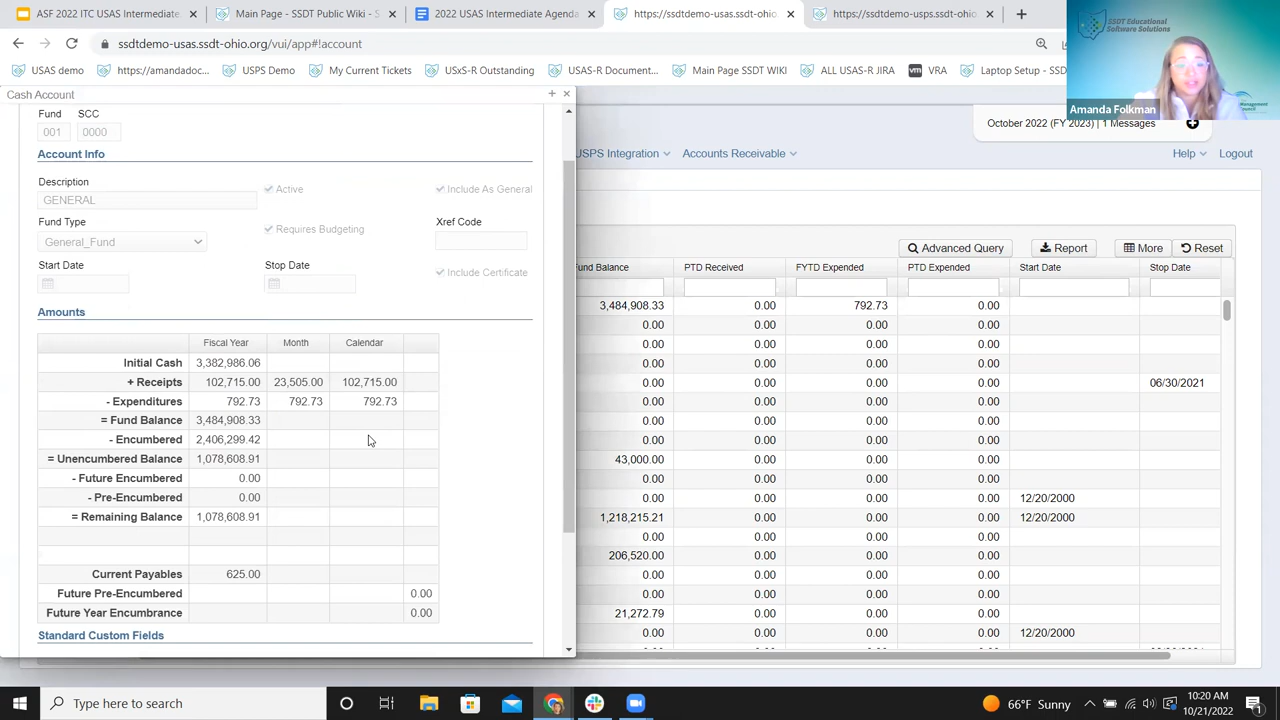 ASF 2022 ITC USAS Intermediate
Main Page - SSDT Public Wiki - S
2022 USAS Intermediate Agenda
https://ssdtdemo-usas.ssdt-ohio.
https://ssdtdemo-usps.ssdt-ohio.
ssdtdemo-usas.ssdt-ohio.org/vui/app#!account
USAS demo
https://amandadoc...
USPS Demo
My Current Tickets
USxS-R Outstanding
USAS-R Document...
Main Page SSDT WIKI
ALL USAS-R JIRA
vm VRA
Laptop Setup - SSD
SSDT Educational
Software Solutions
Amanda Folkman
Cash Account
October 2022 (FY 2023) | 1 Messages
USPS Integration
Accounts Receivable
Help
Logout
Fund SCC
001 0000
Account Info
Description
GENERAL
Active
Include As General
Fund Type
General_Fund
Requires Budgeting
Xref Code
Start Date
Stop Date
Include Certificate
Amounts
Fiscal Year Month Calendar
Initial Cash 3,382,986.06
+ Receipts 102,715.00 23,505.00 102,715.00
- Expenditures 792.73 792.73 792.73
= Fund Balance 3,484,908.33
- Encumbered 2,406,299.42
= Unencumbered Balance 1,078,608.91
- Future Encumbered 0.00
- Pre-Encumbered 0.00
= Remaining Balance 1,078,608.91
Current Payables 625.00
Future Pre-Encumbered 0.00
Future Year Encumbrance 0.00
Standard Custom Fields
Advanced Query Report More Reset
Fund Balance PTD Received FYTD Expended PTD Expended Start Date Stop Date
3,484,908.33 0.00 792.73 0.00
0.00 0.00 0.00 0.00
0.00 0.00 0.00 0.00
0.00 0.00 0.00 0.00
0.00 0.00 0.00 0.00 06/30/2021
0.00 0.00 0.00 0.00
0.00 0.00 0.00 0.00
0.00 0.00 0.00 0.00
43,000.00 0.00 0.00 0.00
0.00 0.00 0.00 0.00
0.00 0.00 0.00 0.00 12/20/2000
1,218,215.21 0.00 0.00 0.00 12/20/2000
0.00 0.00 0.00 0.00
206,520.00 0.00 0.00 0.00
0.00 0.00 0.00 0.00
0.00 0.00 0.00 0.00
21,272.79 0.00 0.00 0.00
0.00 0.00 0.00 0.00 12/20/2000
Type here to search
66°F Sunny
10:20 AM
10/21/2022
1